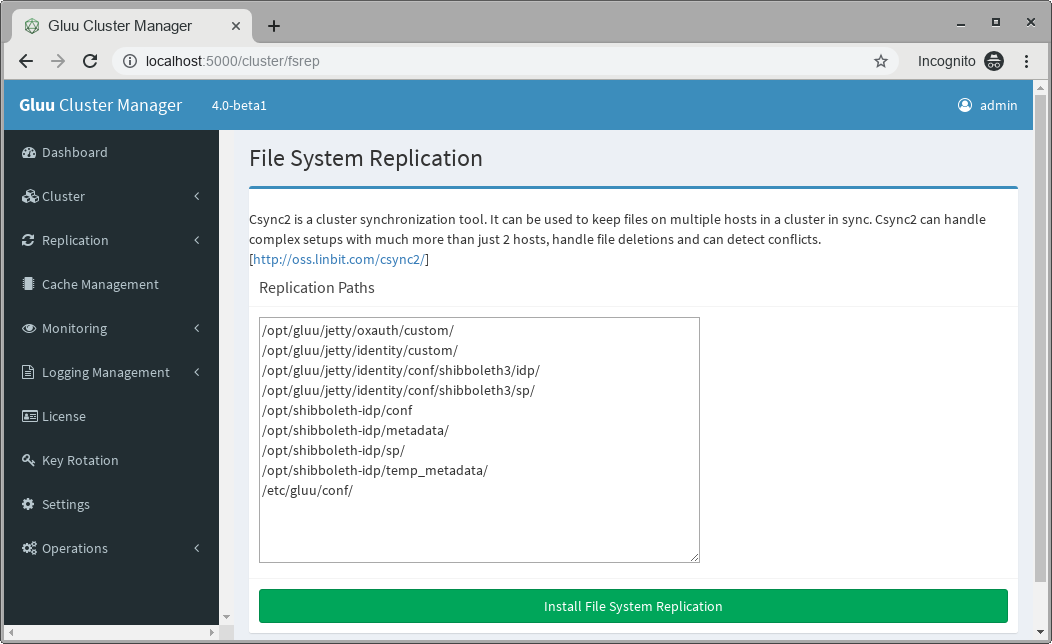 Gluu Cluster Manager
localhost:5000/cluster/fsrep
Incognito
Gluu Cluster Manager 4.0-beta1 admin
Dashboard
Cluster
Replication
Cache Management
Monitoring
Logging Management
License
Key Rotation
Settings
Operations
File System Replication
Csync2 is a cluster synchronization tool. It can be used to keep files on multiple hosts in a cluster in sync. Csync2 can handle
complex setups with much more than just 2 hosts, handle file deletions and can detect conflicts.
[http://oss.linbit.com/csync2/]
Replication Paths
/opt/gluu/jetty/oxauth/custom/
/opt/gluu/jetty/identity/custom/
/opt/gluu/jetty/identity/conf/shibboleth3/idp/
/opt/gluu/jetty/identity/conf/shibboleth3/sp/
/opt/shibboleth-idp/conf
/opt/shibboleth-idp/metadata/
/opt/shibboleth-idp/sp/
/opt/shibboleth-idp/temp_metadata/
/etc/gluu/conf/
Install File System Replication